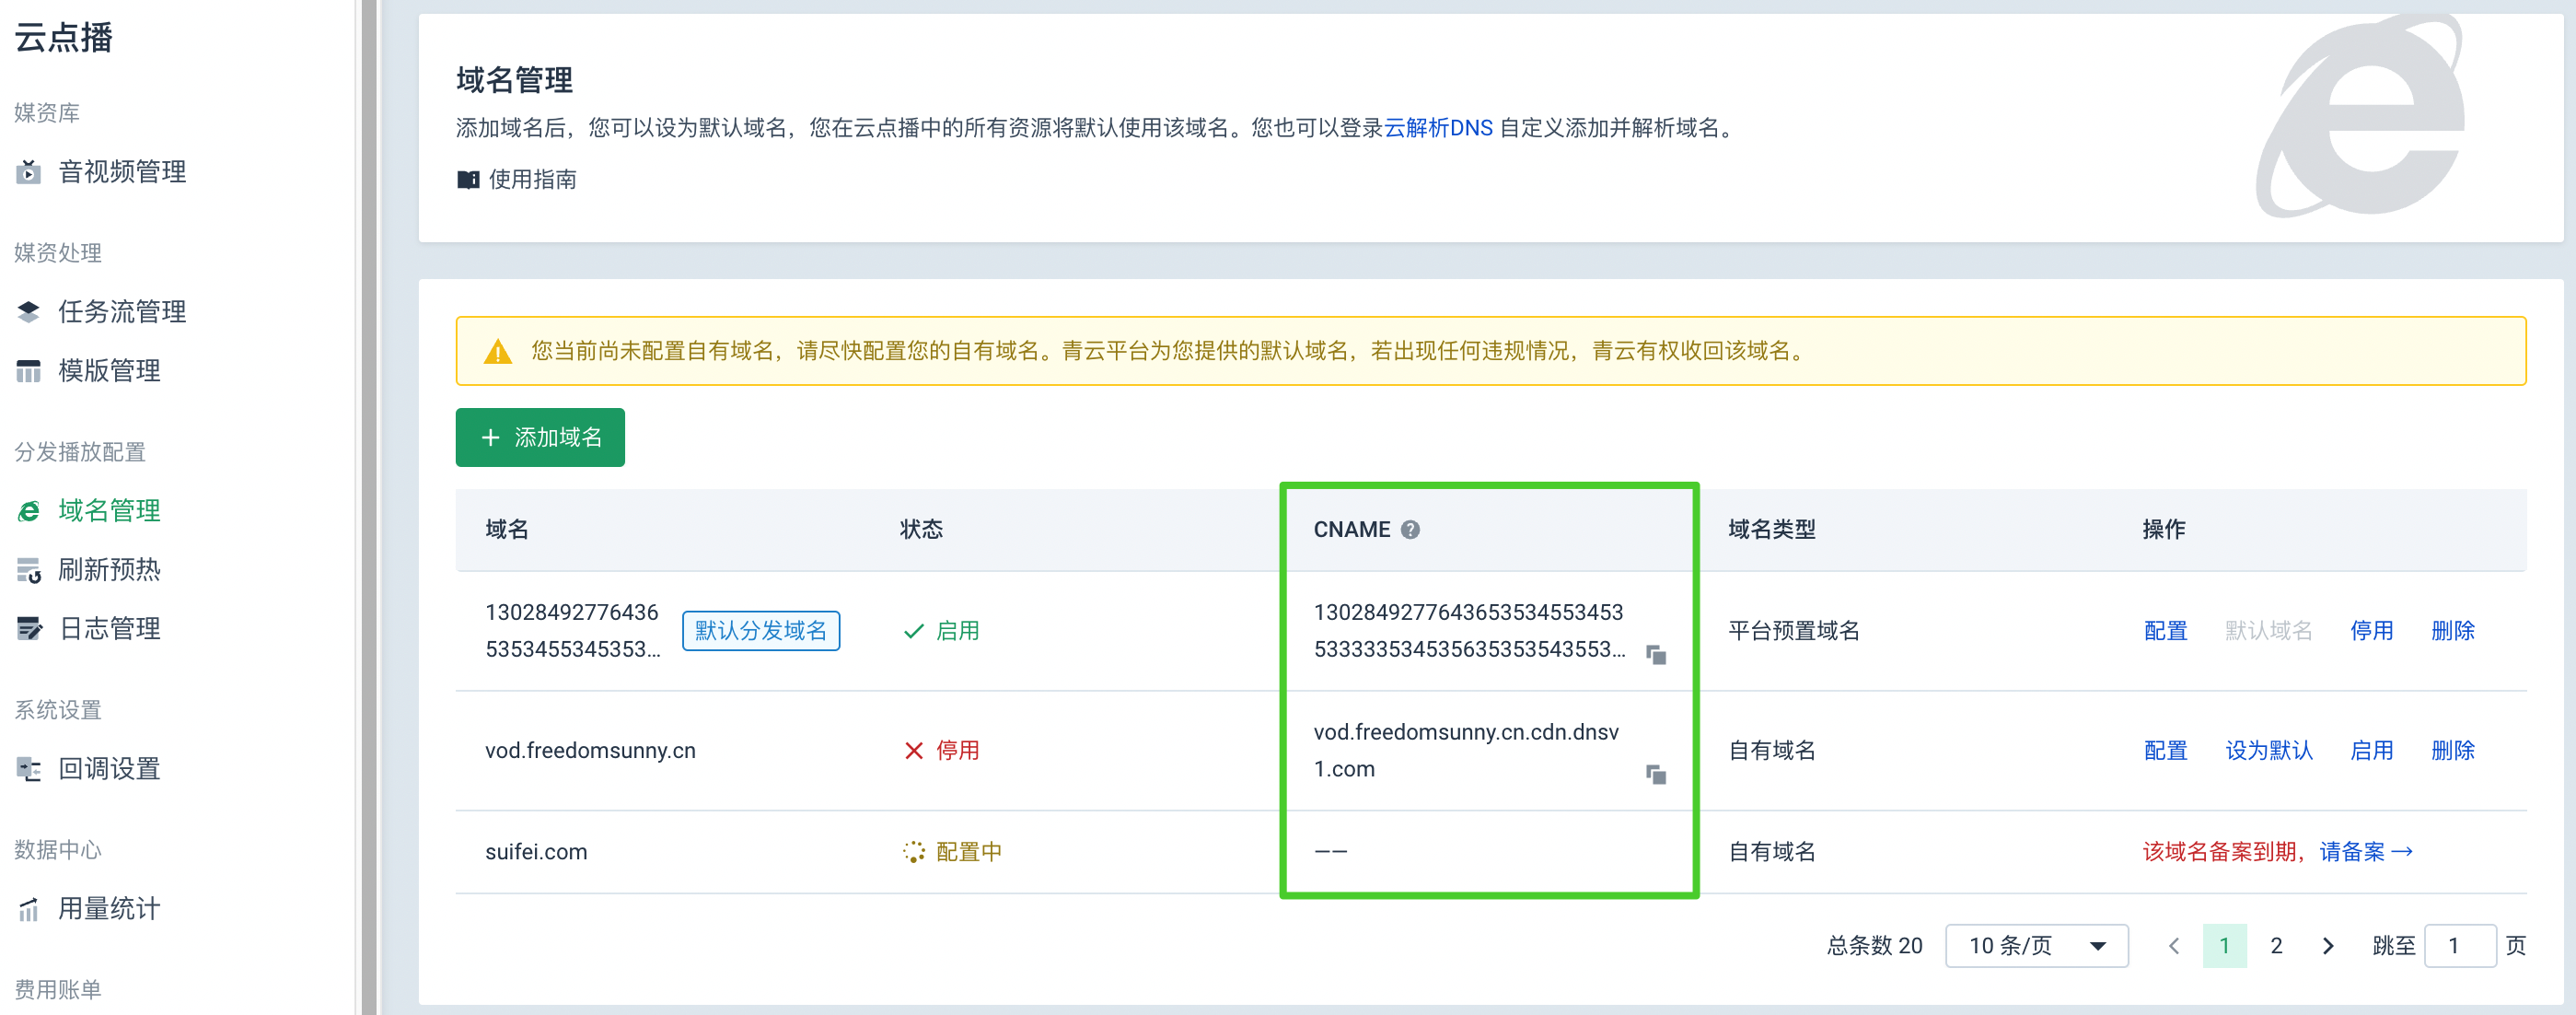 云点播
媒资库
音视频管理
媒资处理
任务流管理
模版管理
分发播放配置
域名管理
刷新预热
日志管理
系统设置
回调设置
数据中心
用量统计
费用账单
域名管理
添加域名后，您可以设为默认域名，您在云点播中的所有资源将默认使用该域名。您也可以登录云解析DNS 自定义添加并解析域名。
使用指南
您当前尚未配置自有域名，请尽快配置您的自有域名。青云平台为您提供的默认域名，若出现任何违规情况，青云有权收回该域名。
+ 添加域名
域名 状态 CNAME ? 域名类型 操作
13028492776436
5353455345353...
默认分发域名
启用
1302849277643653534553453
5333353453563535354355​3...
平台预置域名
配置 默认域名 停用 删除
vod.freedomsunny.cn
停用
vod.freedomsunny.cn.cdn.dnsv
1.com
自有域名
配置 设为默认 启用 删除
suifei.com
配置中
——
自有域名
该域名备案到期，请备案 →
总条数 20 10 条/页 < 1 2 > 跳至 1 页